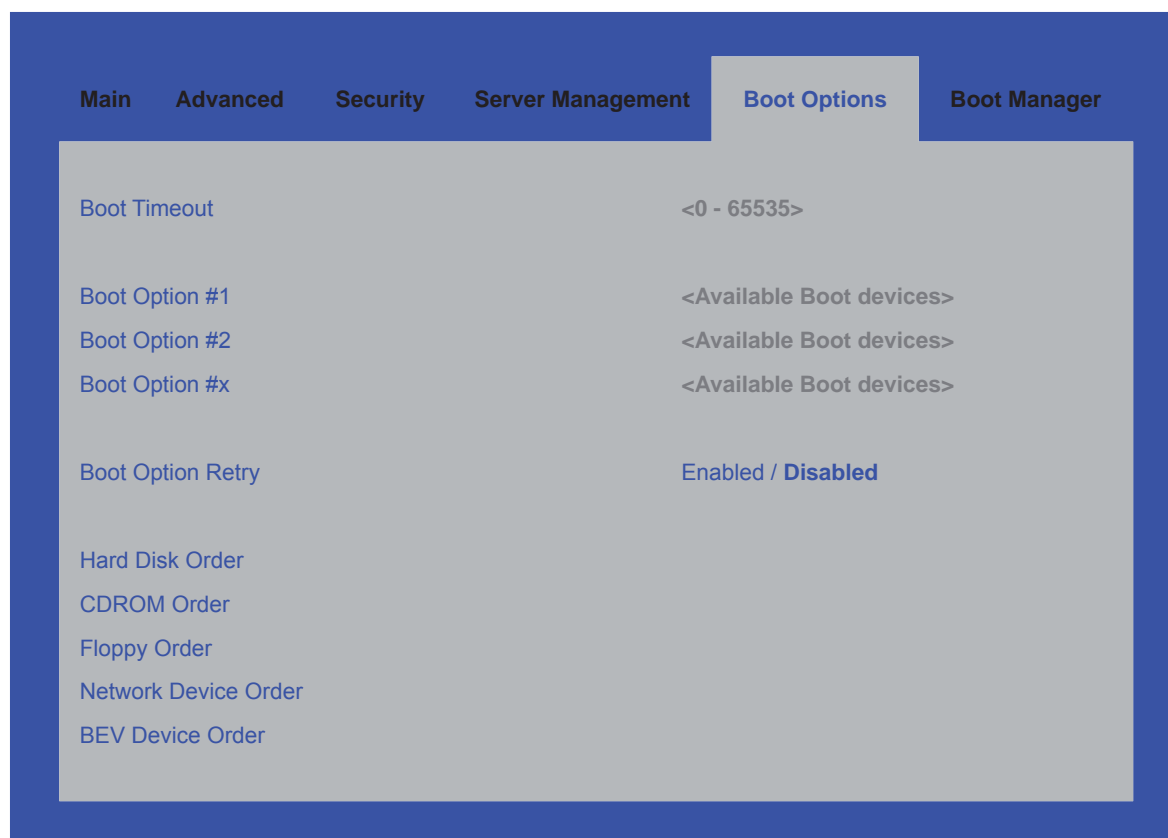 Main Advanced Security Server Management Boot Options Boot Manager
Boot Timeout <0 - 65535>
Boot Option #1 <Available Boot devices>
Boot Option #2 <Available Boot devices>
Boot Option #x <Available Boot devices>
Boot Option Retry Enabled / Disabled
Hard Disk Order
CDROM Order
Floppy Order
Network Device Order
BEV Device Order